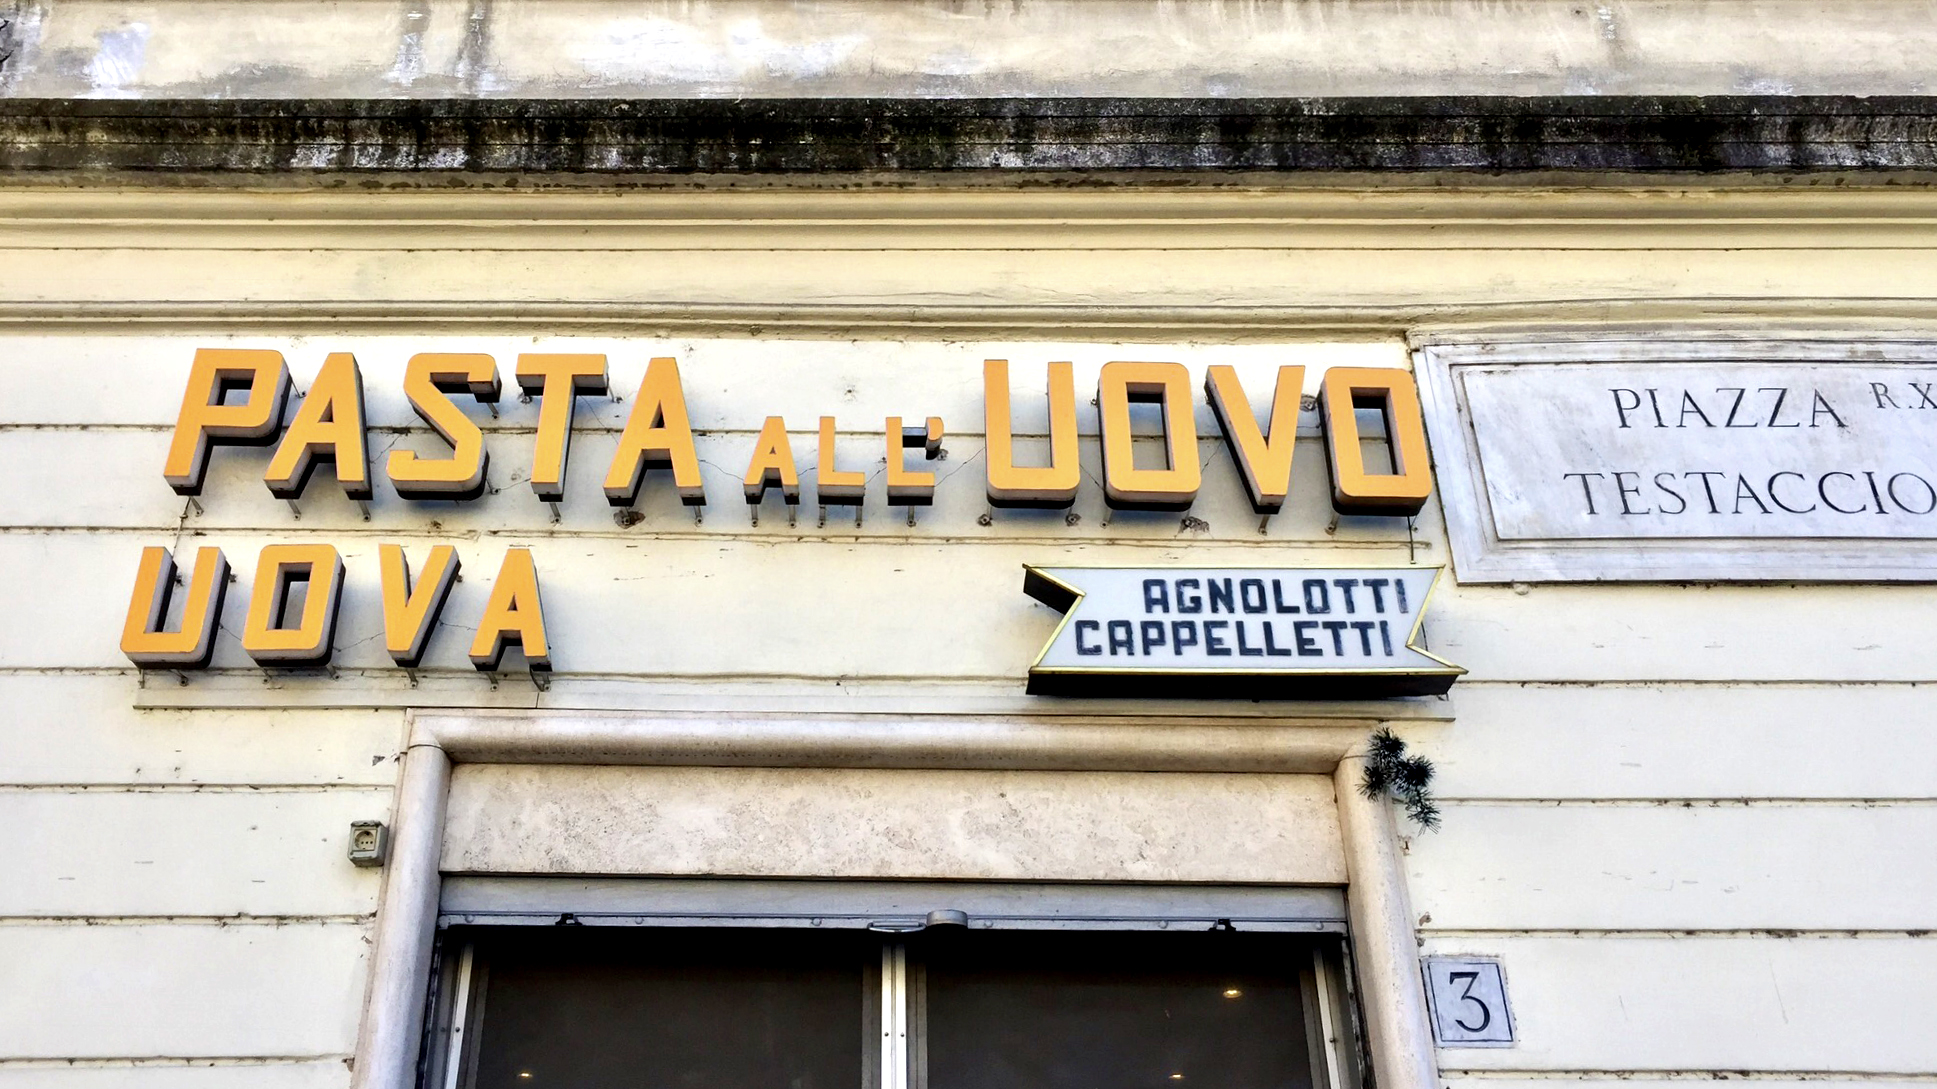 PASTA ALL' UOVO
UOVA
AGNOLOTTI
CAPPELLETTI
PIAZZA R.X
TESTACCIO
3